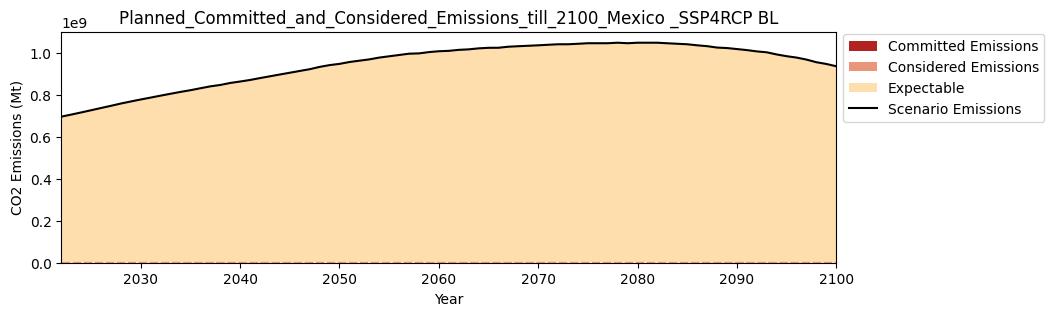 Planned_Committed_and_Considered_Emissions_till_2100_Mexico _SSP4RCP BL
1e9
1.0
0.8
0.6
0.4
0.2
0.0
CO2 Emissions (Mt)
2030 2040 2050 2060 2070 2080 2090 2100
Year
Committed Emissions
Considered Emissions
Expectable
Scenario Emissions